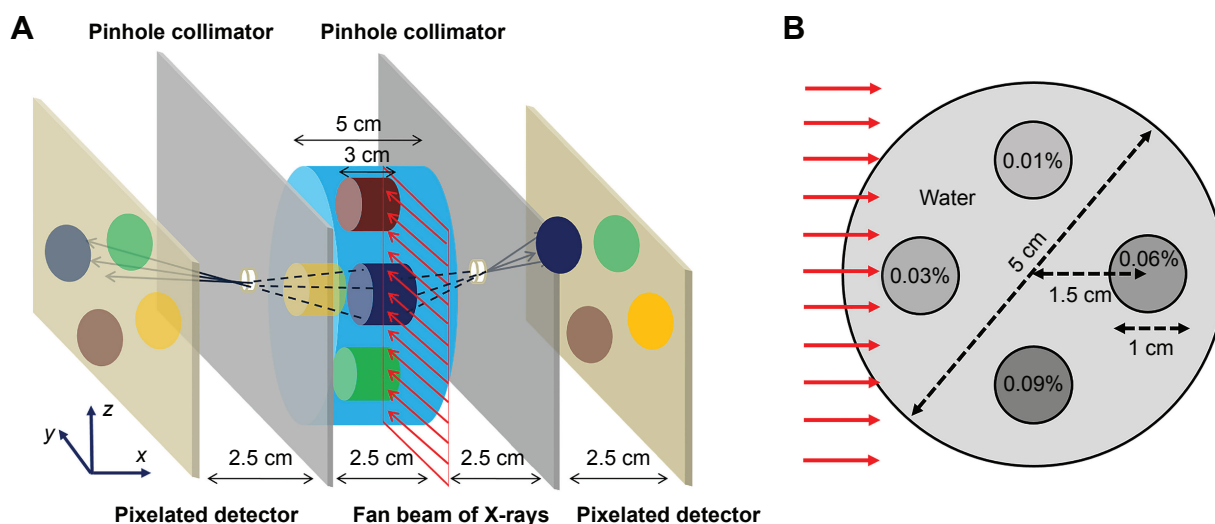 A
Pinhole collimator
Pinhole collimator
5 cm
3 cm
z
y
x
2.5 cm
2.5 cm
2.5 cm
2.5 cm
Pixelated detector
Fan beam of X-rays
Pixelated detector
B
0.01%
Water
5 cm
0.03%
0.06%
1.5 cm
1 cm
0.09%